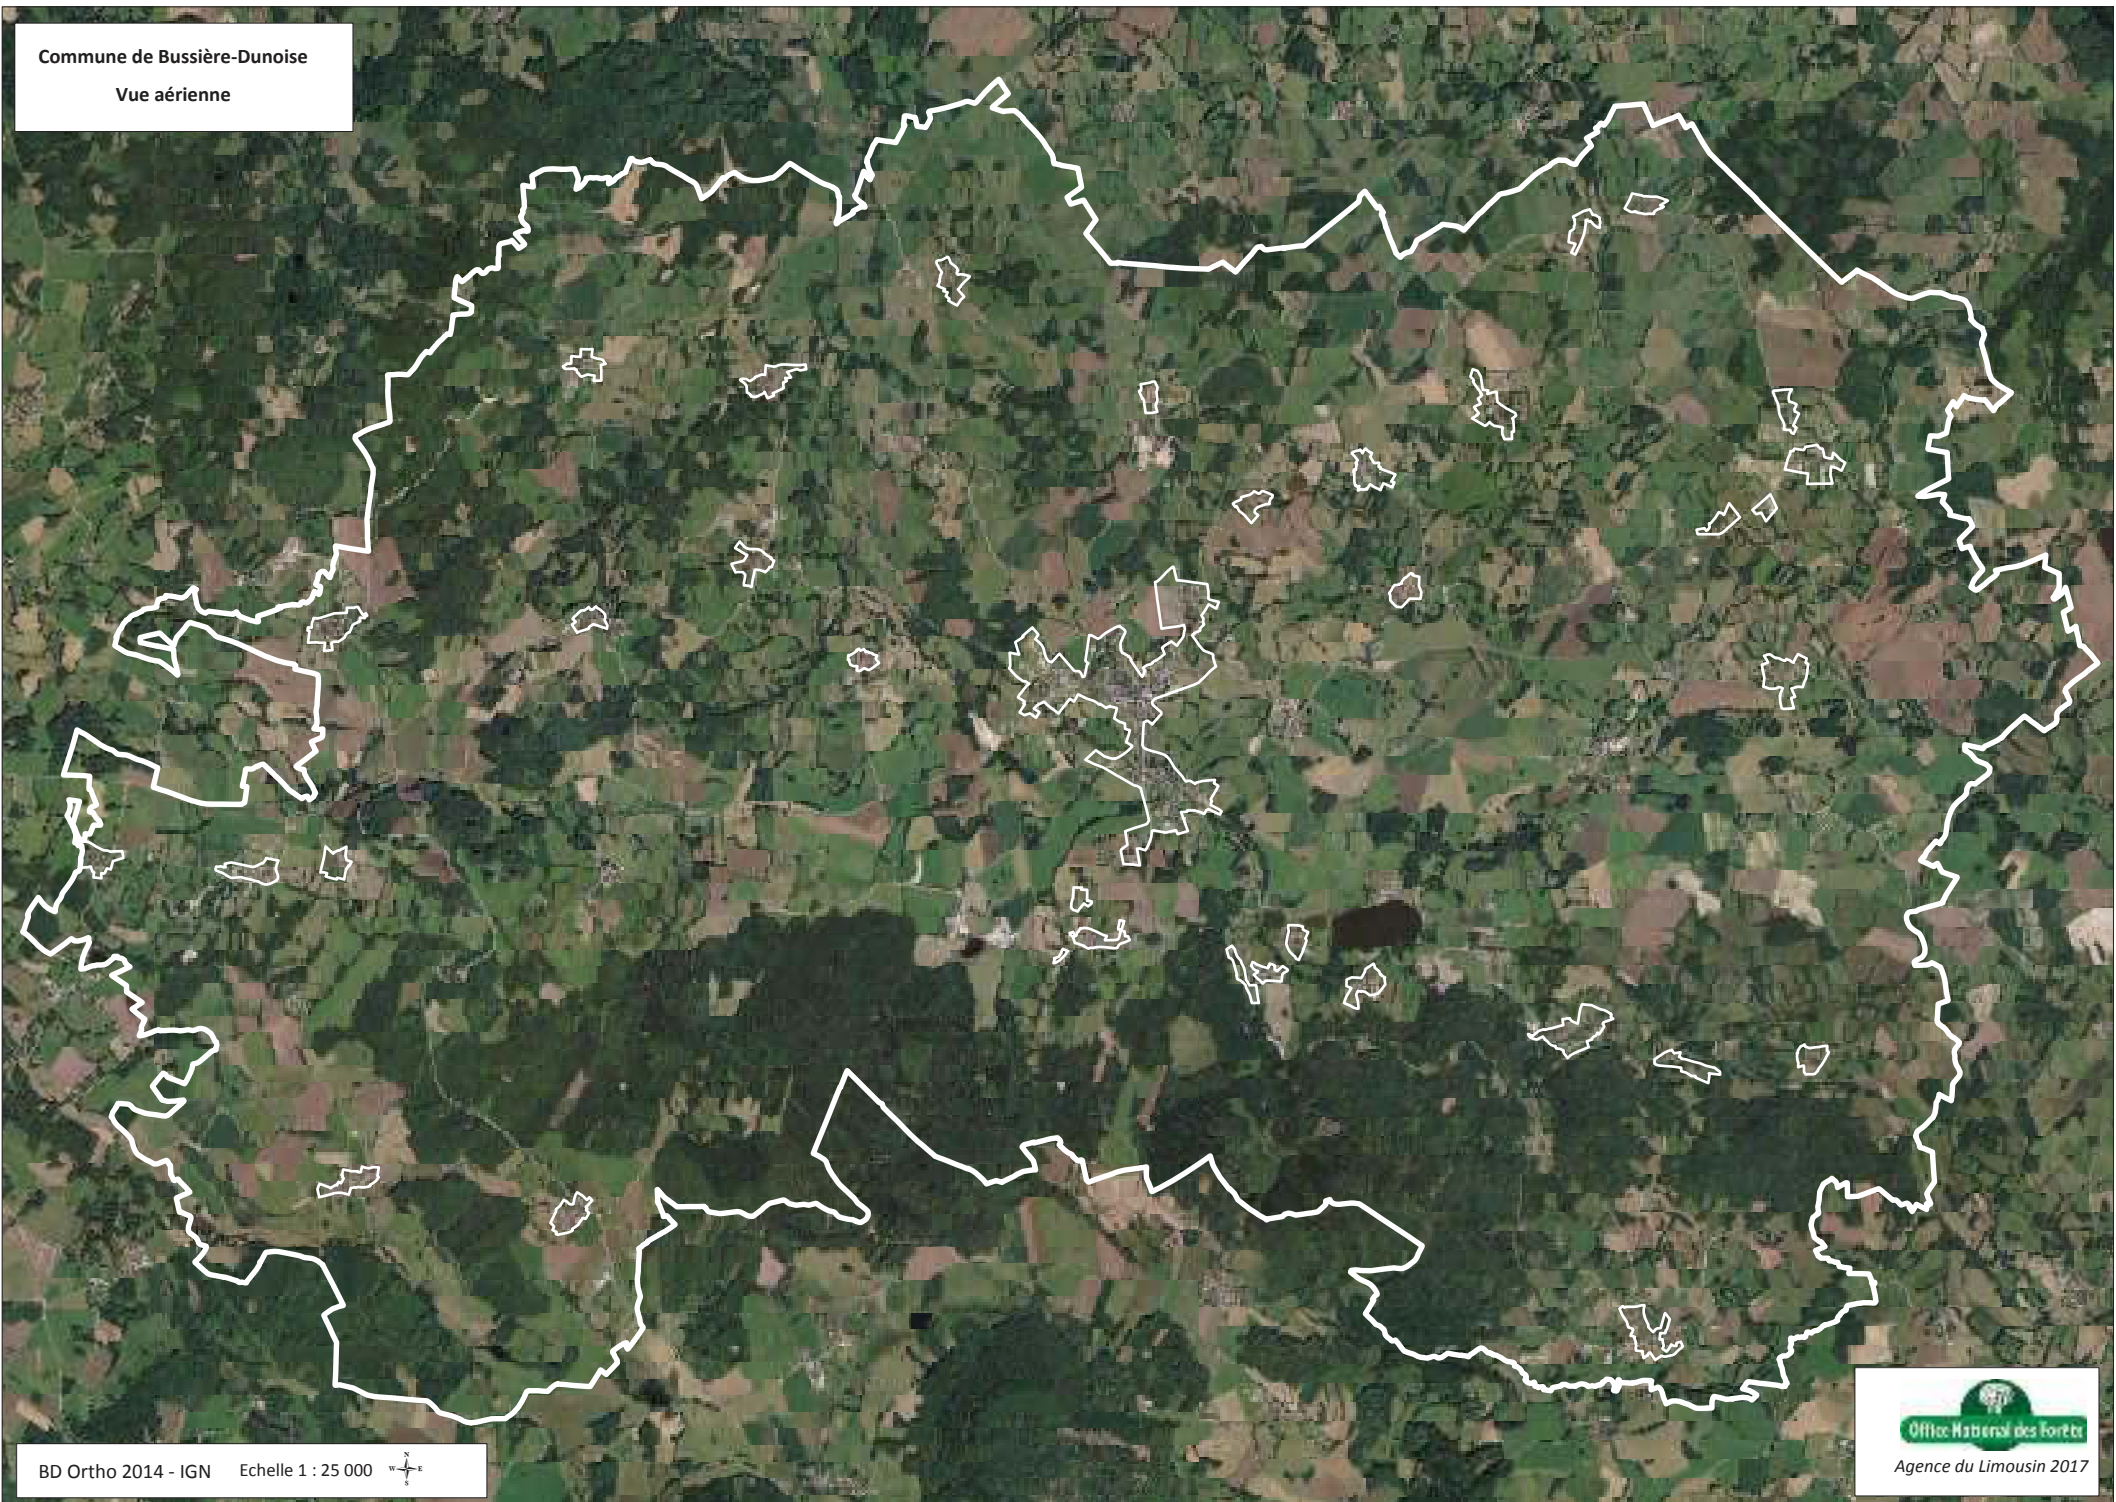 Commune de Bussière-Dunoise
Vue aérienne
BD Ortho 2014 - IGN Echelle 1 : 25 000
N
W E
S
Office National des Forêts
Agence du Limousin 2017